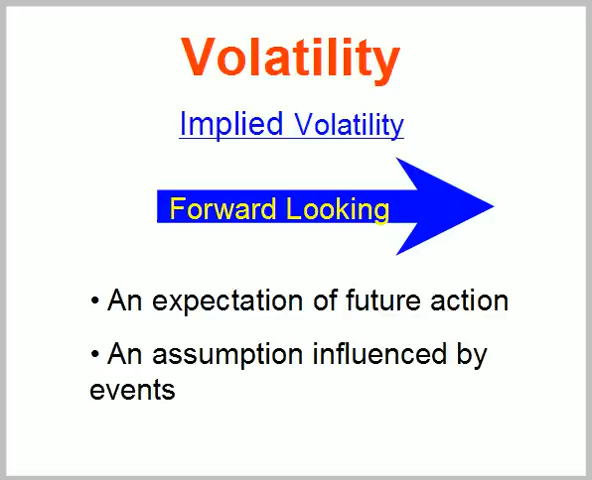 Volatility
Implied Volatility
Forward Looking
• An expectation of future action
• An assumption influenced by
events